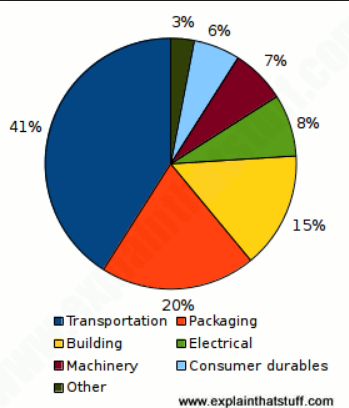 3%
6%
7%
41%
8%
15%
20%
Transportation Packaging
Building Electrical
Machinery Consumer durables
Other
www.explainthatstuff.com